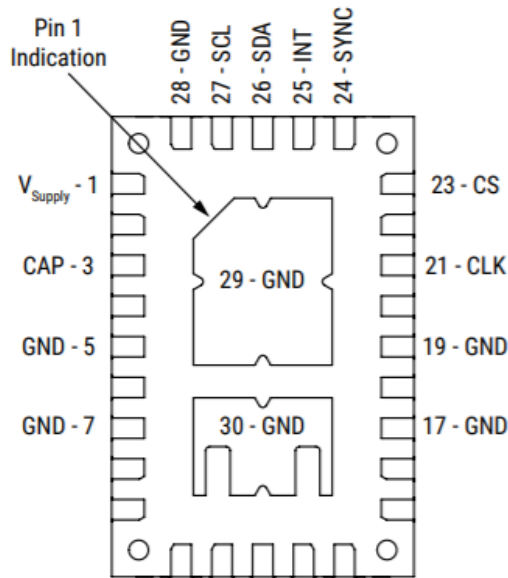 Pin 1
Indication
28 - GND
27 - SCL
26 - SDA
25 - INT
24 - SYNC
VSupply - 1
23 - CS
CAP - 3
21 - CLK
29 - GND
GND - 5
19 - GND
GND - 7
30 - GND
17 - GND